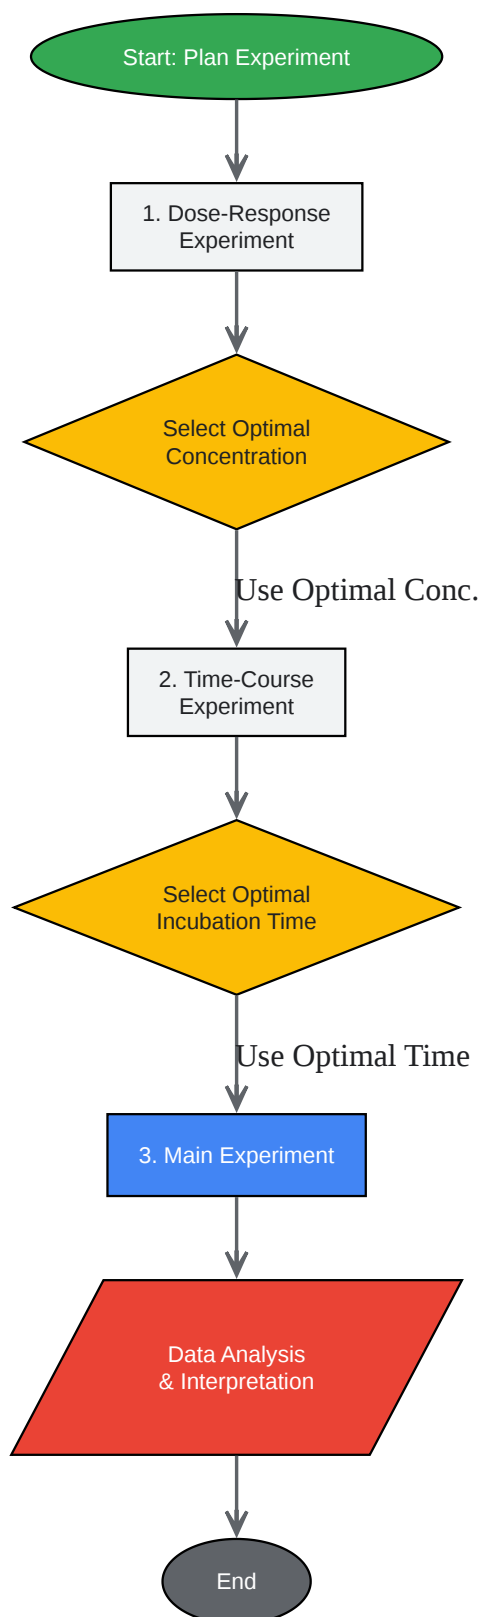 Start: Plan Experiment
1. Dose-Response
Experiment
Select Optimal
Concentration
Use Optimal Conc.
2. Time-Course
Experiment
Select Optimal
Incubation Time
Use Optimal Time
3. Main Experiment
Data Analysis
& Interpretation
End